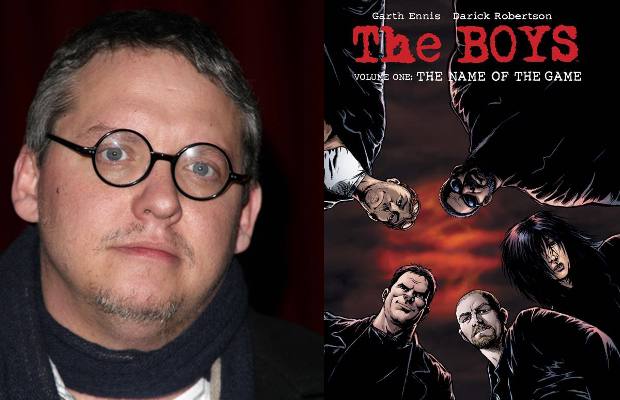 Garth Ennis Darick Robertson
The BOYS
VOLUME ONE: THE NAME OF THE GAME